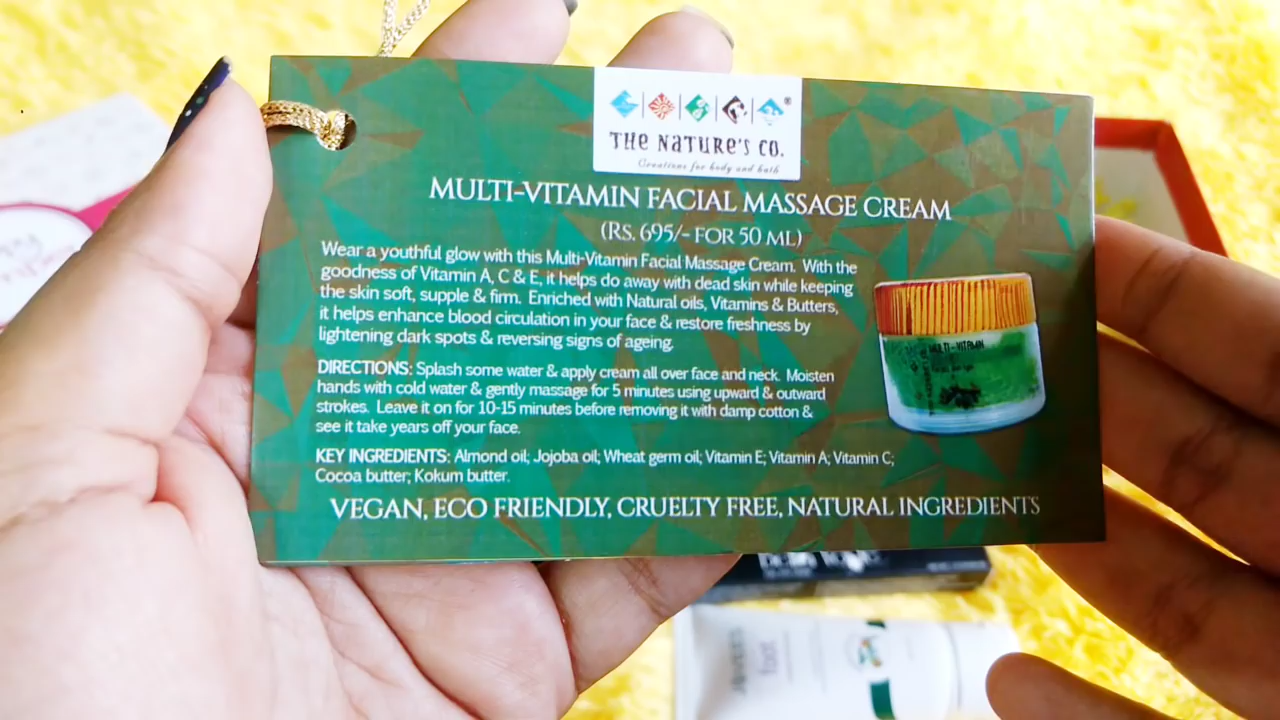 THE NATURE'S CO.
Creations for body and bath
MULTI-VITAMIN FACIAL MASSAGE CREAM
(RS. 695/- FOR 50 ML)
Wear a youthful glow with this Multi-Vitamin Facial Massage Cream. With the
goodness of Vitamin A, C & E, it helps do away with dead skin while keeping
the skin soft, supple & firm. Enriched with Natural oils, Vitamins & Butters,
it helps enhance blood circulation in your face & restore freshness by
lightening dark spots & reversing signs of ageing.
DIRECTIONS: Splash some water & apply cream all over face and neck. Moisten
hands with cold water & gently massage for 5 minutes using upward & outward
strokes. Leave it on for 10-15 minutes before removing it with damp cotton &
see it take years off your face.
KEY INGREDIENTS: Almond oil; Jojoba oil; Wheat germ oil; Vitamin E; Vitamin A; Vitamin C;
Cocoa butter; Kokum butter.
VEGAN, ECO FRIENDLY, CRUELTY FREE, NATURAL INGREDIENTS
MULTI-VITAMIN